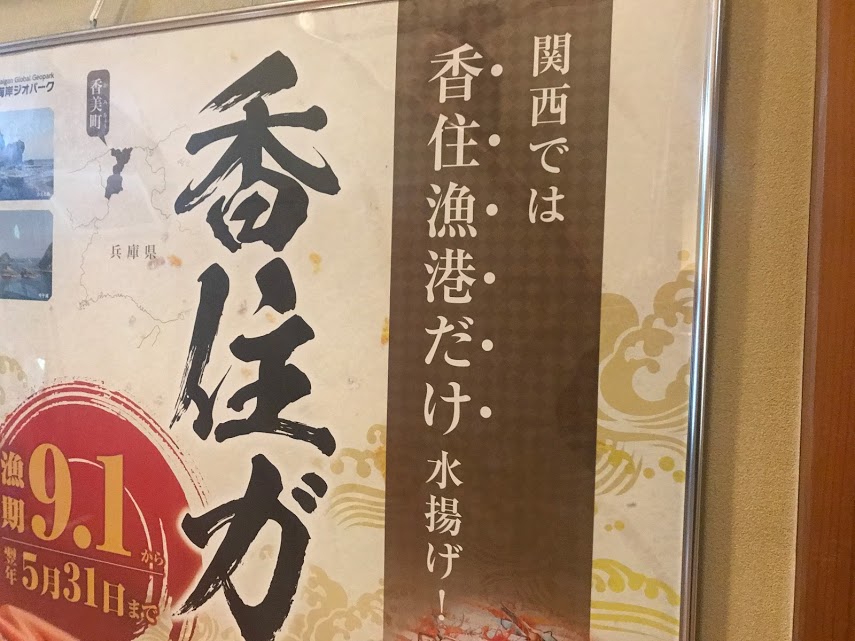 関西では
香住漁港だけ水揚げ!
香住ガ
香美町
兵庫県
Global Geopark
海岸ジオパーク
漁期
9.1から
翌年
5月31日まで